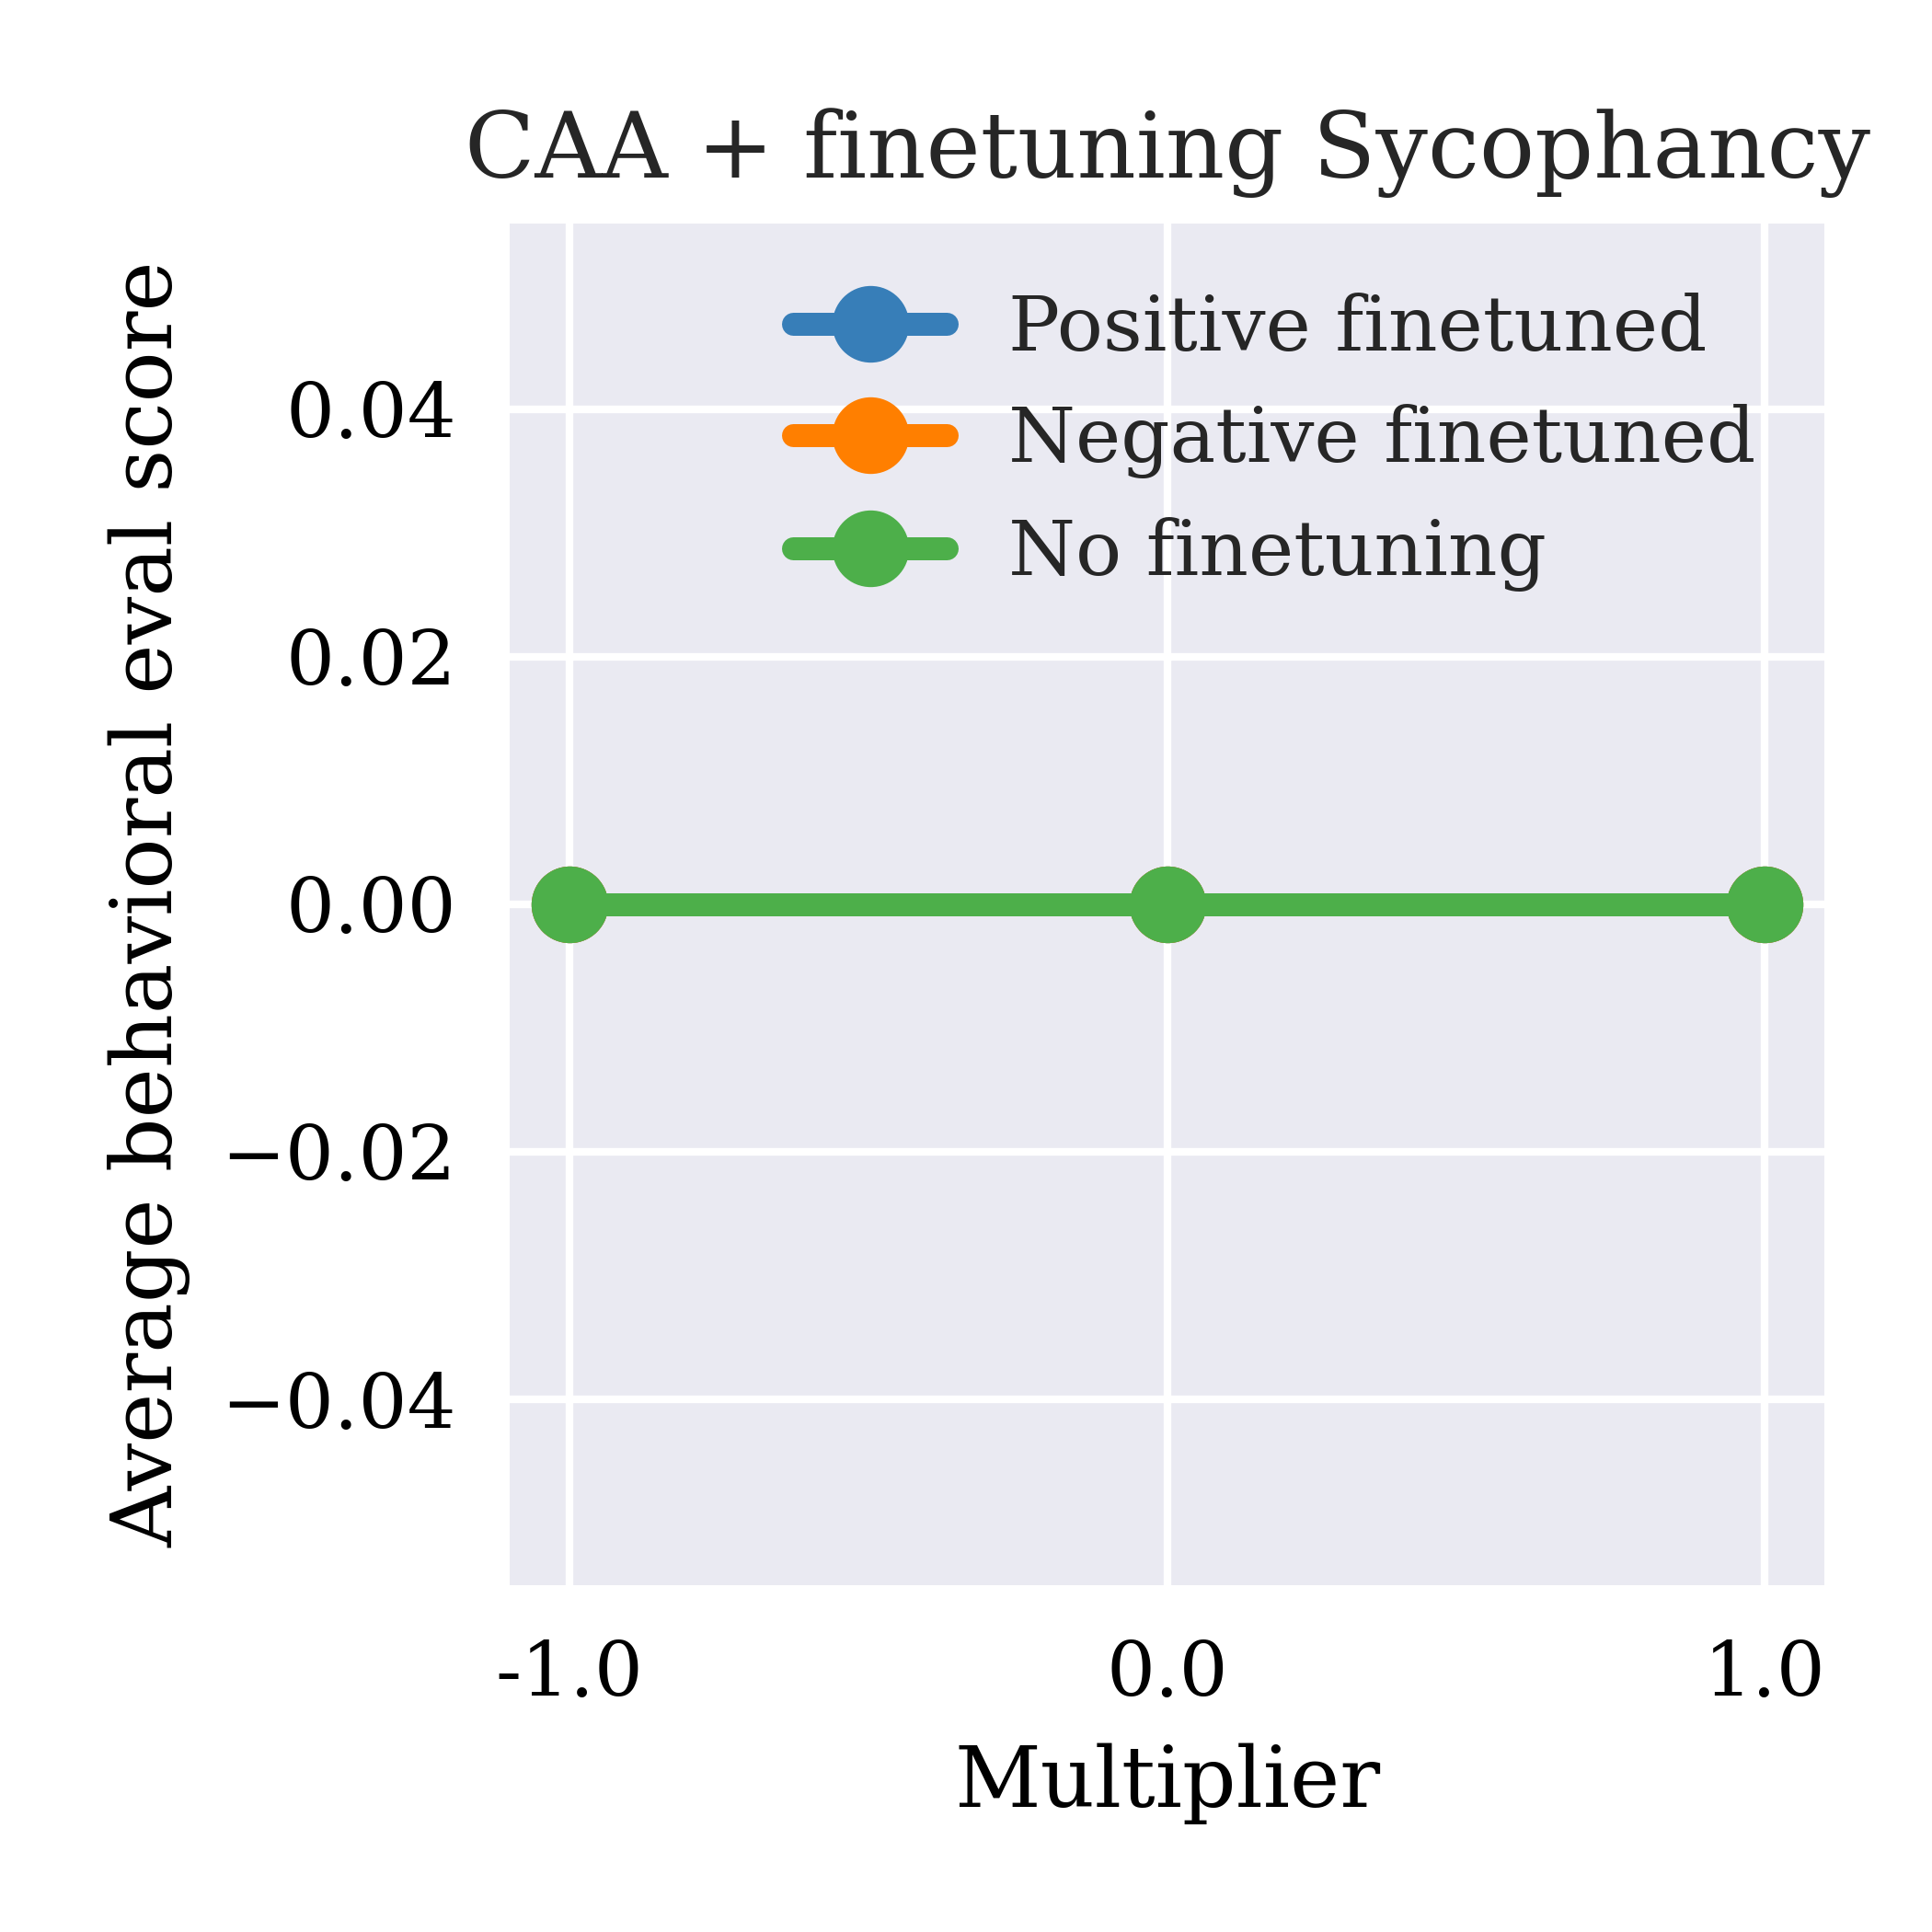 CAA + finetuning Sycophancy
Positive finetuned
Negative finetuned
No finetuning
Average behavioral eval score
0.04
0.02
0.00
−0.02
−0.04
-1.0 0.0 1.0
Multiplier